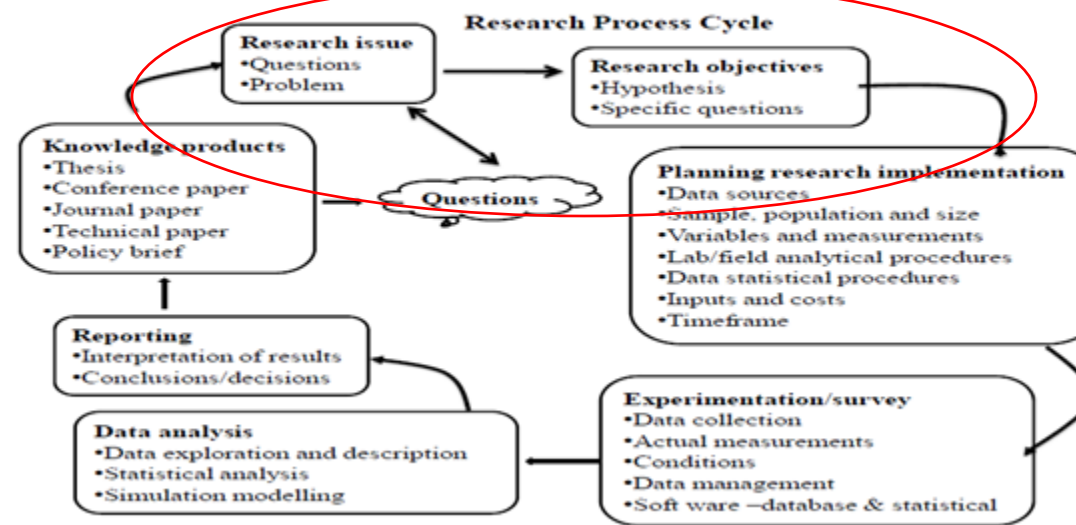 Research Process Cycle
Research issue
•Questions
•Problem
Research objectives
•Hypothesis
•Specific questions
Knowledge products
•Thesis
•Conference paper
•Journal paper
•Technical paper
•Policy brief
Questions
Planning research implementation
•Data sources
•Sample, population and size
•Variables and measurements
•Lab/field analytical procedures
•Data statistical procedures
•Inputs and costs
•Timeframe
Reporting
•Interpretation of results
•Conclusions/decisions
Experimentation/survey
•Data collection
•Actual measurements
•Conditions
•Data management
•Soft ware –database & statistical
Data analysis
•Data exploration and description
•Statistical analysis
•Simulation modelling